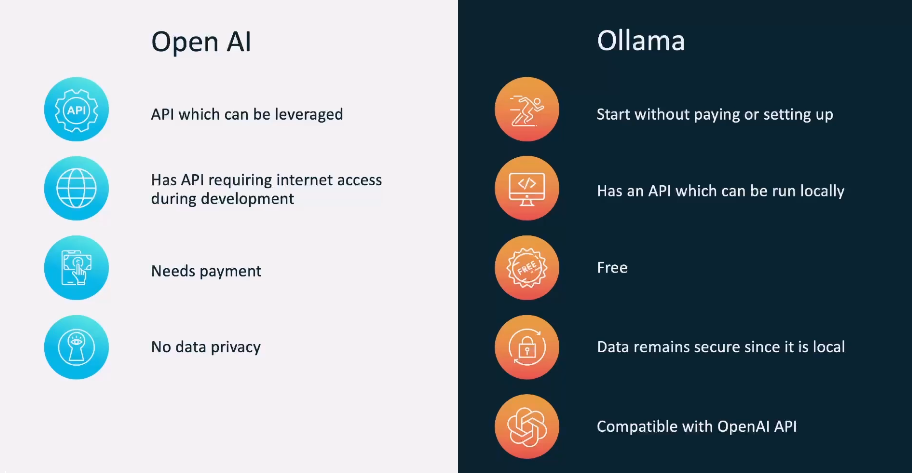 Open AI
API
API which can be leveraged
Has API requiring internet access
during development
Needs payment
No data privacy
Ollama
Start without paying or setting up
Has an API which can be run locally
FREE
Free
Data remains secure since it is local
Compatible with OpenAI API